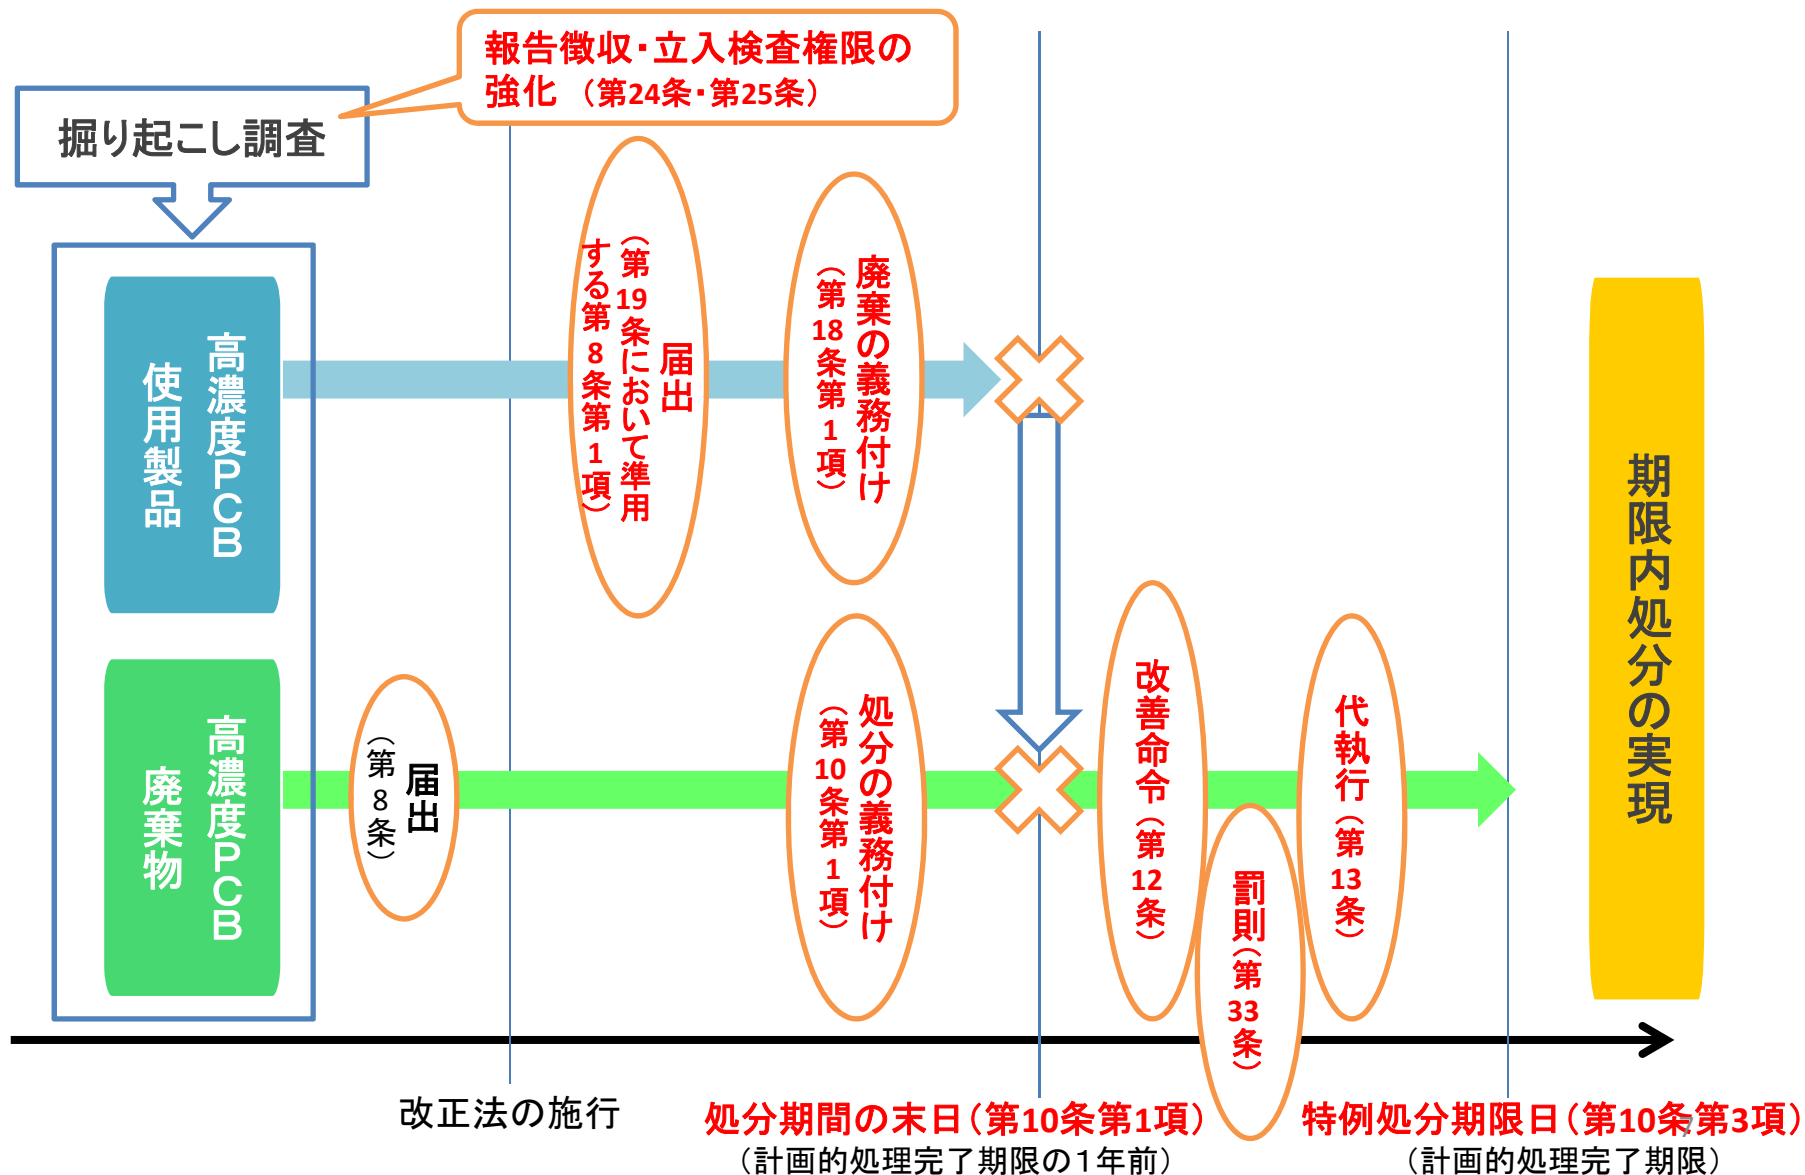 報告徴収・立入検査権限の
強化 （第24条・第25条）
掘り起こし調査
高濃度ＰＣＢ
使用製品
届出
（第19条において準用
する第8条第1項）
廃棄の義務付け
（第18条第1項）
高濃度ＰＣＢ
廃棄物
届出
（第8条）
処分の義務付け
（第10条第1項）
改善命令（第12条）
罰則（第33条）
代執行（第13条）
期限内処分の実現
改正法の施行
処分期間の末日（第10条第1項）
（計画的処理完了期限の１年前）
特例処分期限日（第10条第3項）
（計画的処理完了期限）
7